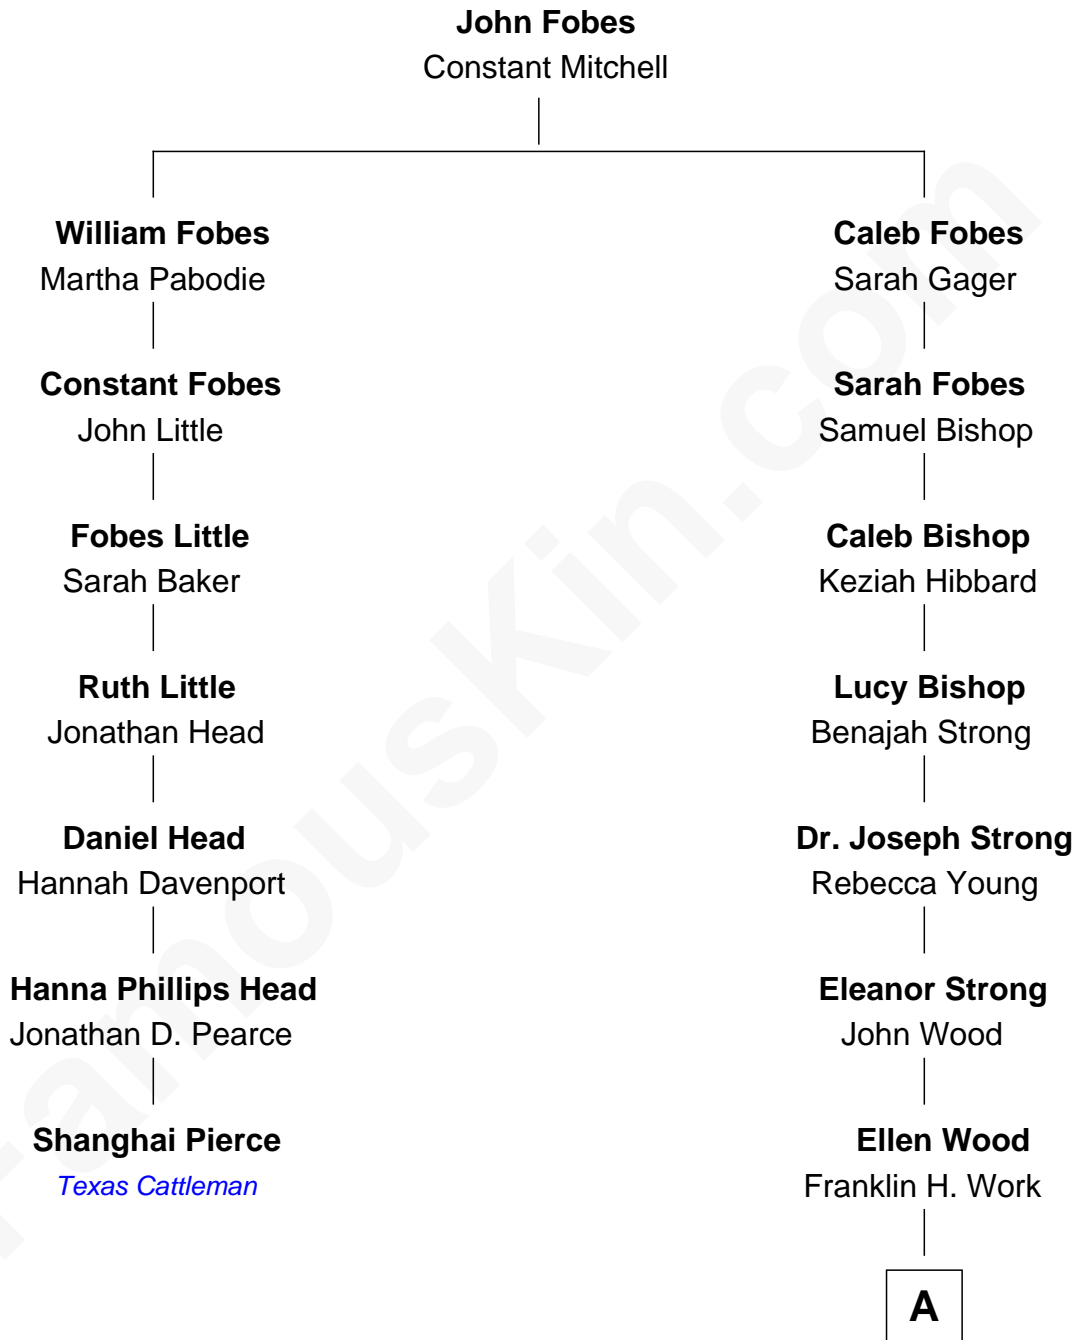 John Fobes
Constant Mitchell
William Fobes
Martha Pabodie
Constant Fobes
John Little
Fobes Little
Sarah Baker
Ruth Little
Jonathan Head
Daniel Head
Hannah Davenport
Hanna Phillips Head
Jonathan D. Pearce
Shanghai Pierce
Texas Cattleman
Caleb Fobes
Sarah Gager
Sarah Fobes
Samuel Bishop
Caleb Bishop
Keziah Hibbard
Lucy Bishop
Benajah Strong
Dr. Joseph Strong
Rebecca Young
Eleanor Strong
John Wood
Ellen Wood
Franklin H. Work
A
FamousKin.com